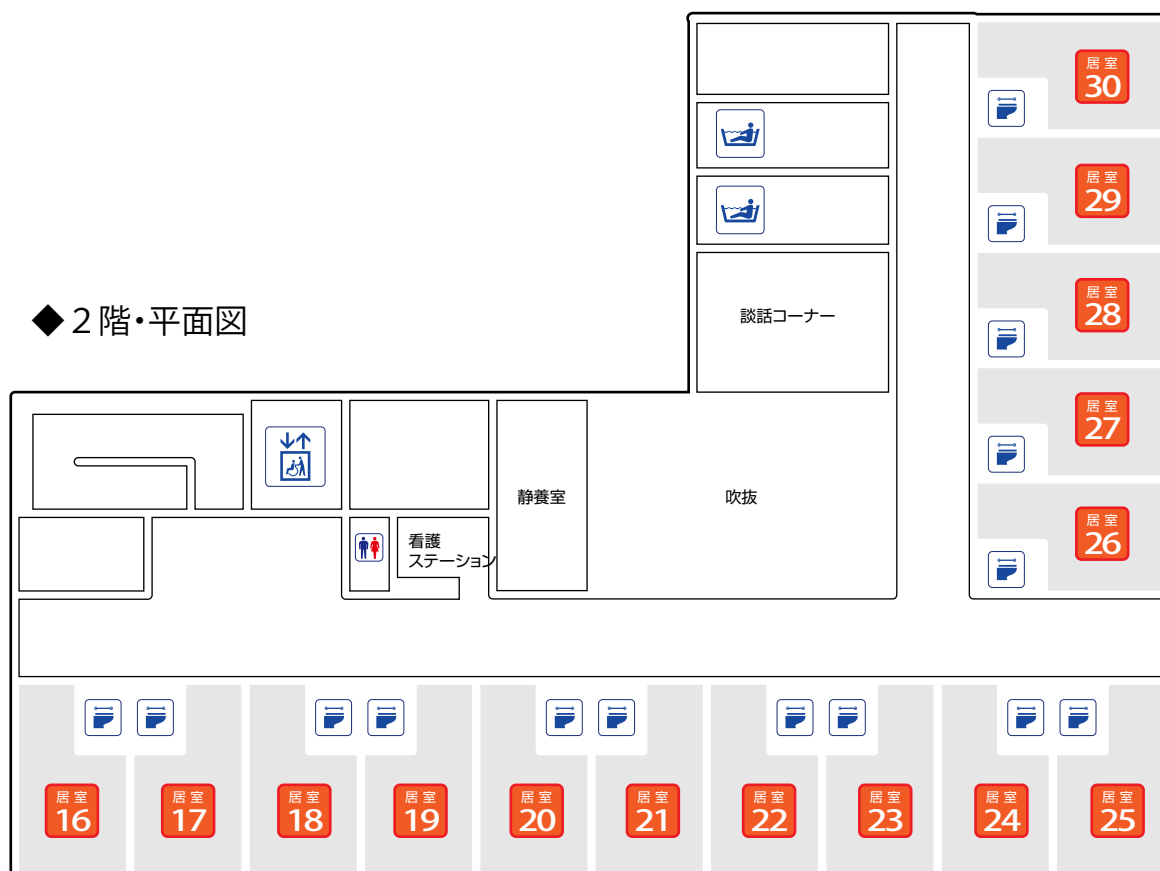 居室
30
居室
29
居室
28
◆２階・平面図
談話コーナー
居室
27
静養室
吹抜
居室
26
看護
ステーション
居室
16
居室
17
居室
18
居室
19
居室
20
居室
21
居室
22
居室
23
居室
24
居室
25